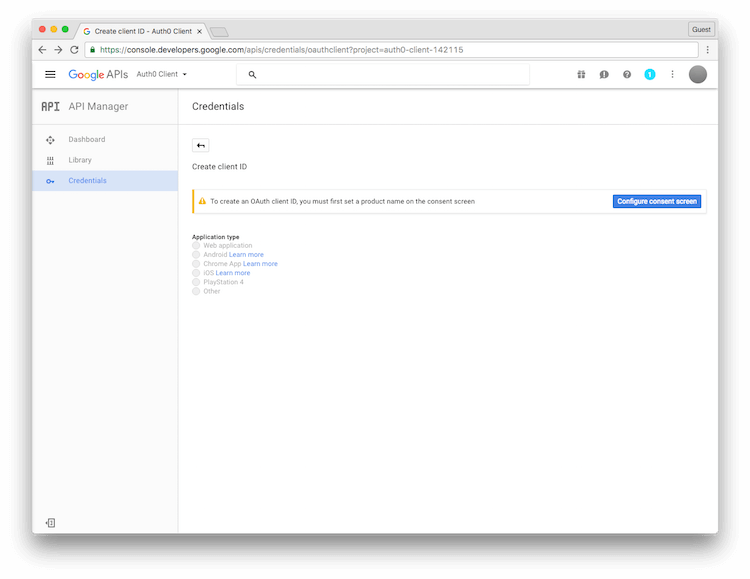 Create client ID - Auth0 Client
Guest
https://console.developers.google.com/apis/credentials/oauthclient?project=auth0-client-142115
Google APIs
Auth0 Client
1
API
API Manager
Credentials
Dashboard
Library
Credentials
Create client ID
To create an OAuth client ID, you must first set a product name on the consent screen
Configure consent screen
Application type
Web application
Android Learn more
Chrome App Learn more
iOS Learn more
PlayStation 4
Other